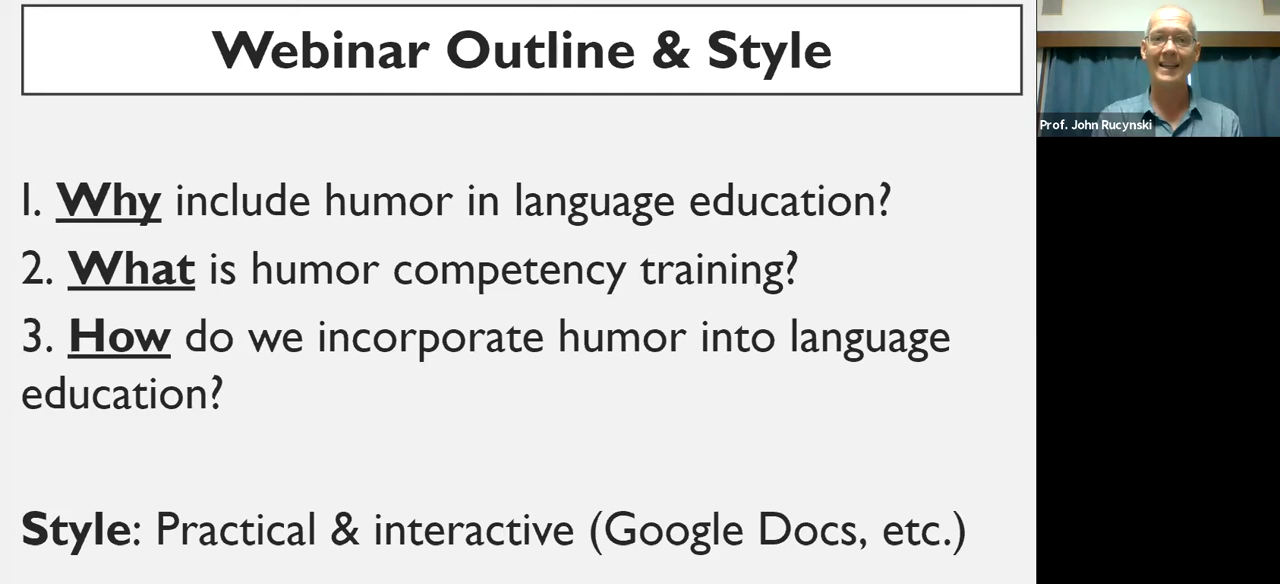 Webinar Outline & Style
1. Why include humor in language education?
2. What is humor competency training?
3. How do we incorporate humor into language
education?
Style: Practical & interactive (Google Docs, etc.)
Prof. John Rucynski